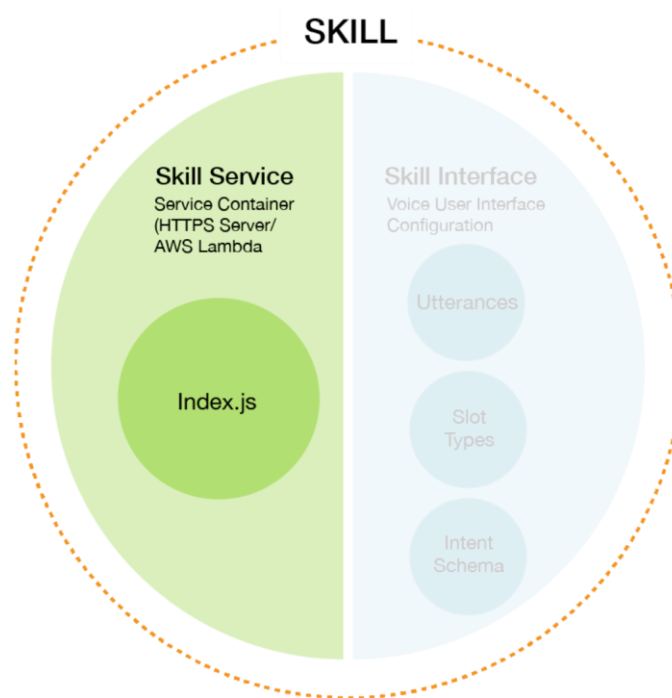 SKILL
Skill Service
Service Container
(HTTPS Server/
AWS Lambda
Index.js
Skill Interface
Voice User Interface
Configuration
Utterances
Slot
Types
Intent
Schema